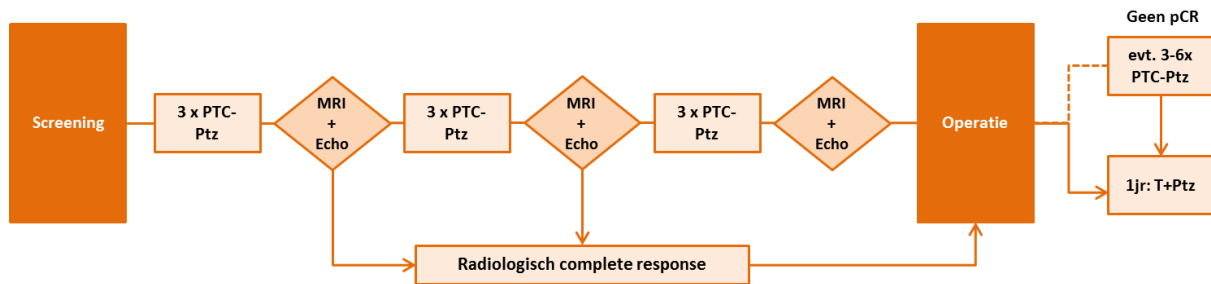 Screening
3 x PTC-
Ptz
MRI
+
Echo
3 x PTC-
Ptz
MRI
+
Echo
3 x PTC-
Ptz
MRI
+
Echo
Operatie
Geen pCR
evt. 3-6x
PTC-Ptz
1jr: T+Ptz
Radiologisch complete response